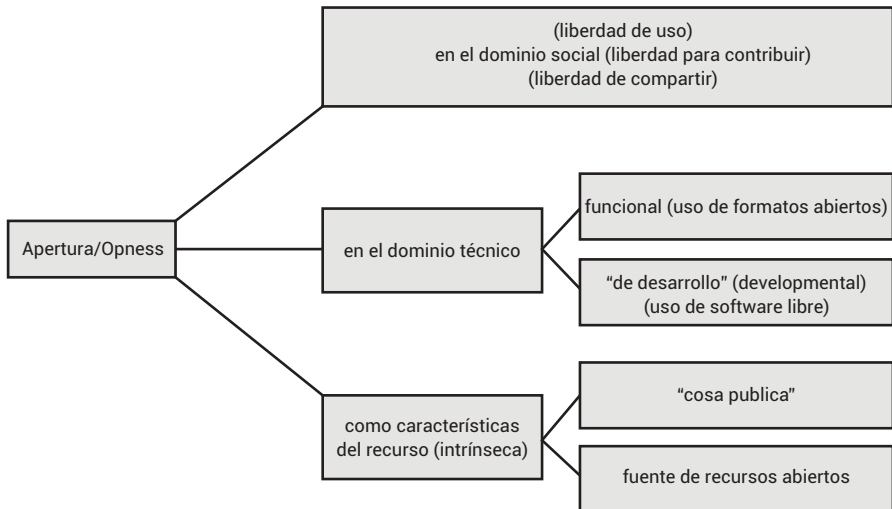 (liberdad de uso)
en el dominio social (liberdad para contribuir)
(liberdad de compartir)
Apertura/Opness
en el dominio técnico
funcional (uso de formatos abiertos)
“de desarrollo” (developmental)
(uso de software libre)
como características
del recurso (intrínseca)
“cosa publica”
fuente de recursos abiertos